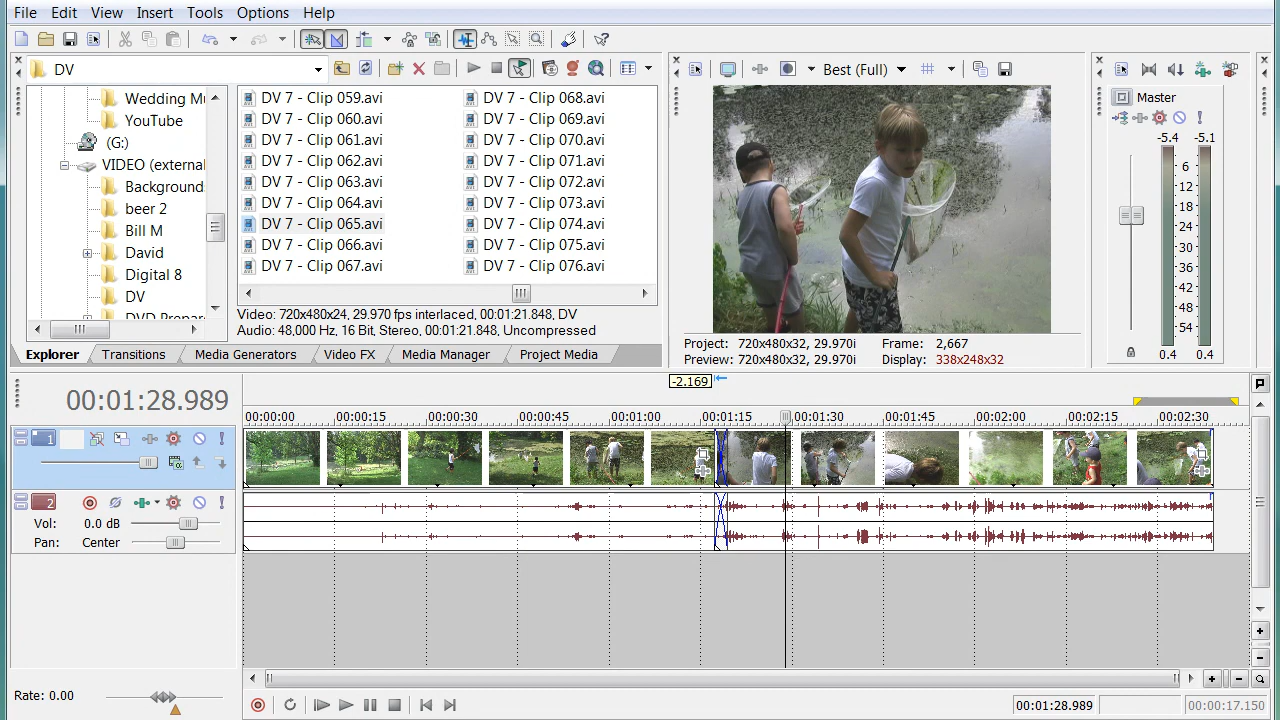 File Edit View Insert Tools Options Help
DV
Wedding Mu
YouTube
(G:)
VIDEO (external
Background
beer 2
Bill M
David
Digital 8
DV
DV 7 - Clip 059.avi
DV 7 - Clip 060.avi
DV 7 - Clip 061.avi
DV 7 - Clip 062.avi
DV 7 - Clip 063.avi
DV 7 - Clip 064.avi
DV 7 - Clip 065.avi
DV 7 - Clip 066.avi
DV 7 - Clip 067.avi
DV 7 - Clip 068.avi
DV 7 - Clip 069.avi
DV 7 - Clip 070.avi
DV 7 - Clip 071.avi
DV 7 - Clip 072.avi
DV 7 - Clip 073.avi
DV 7 - Clip 074.avi
DV 7 - Clip 075.avi
DV 7 - Clip 076.avi
Video: 720x480x24, 29.970 fps interlaced, 00:01:21.848, DV
Audio: 48,000 Hz, 16 Bit, Stereo, 00:01:21.848, Uncompressed
Explorer Transitions Media Generators Video FX Media Manager Project Media
Best (Full)
Project: 720x480x32, 29.970i Frame: 2,667
Preview: 720x480x32, 29.970i Display: 338x248x32
Master
-5.4 -5.1
6
12
18
24
30
36
42
48
54
0.4 0.4
00:01:28.989
-2.169
00:00:00 00:00:15 00:00:30 00:01:00 00:01:15 00:01:30 00:01:45 00:02:00 00:02:15 00:02:30
1
2
Vol: 0.0 dB
Pan: Center
Rate: 0.00
00:01:28.989
00:00:17.150